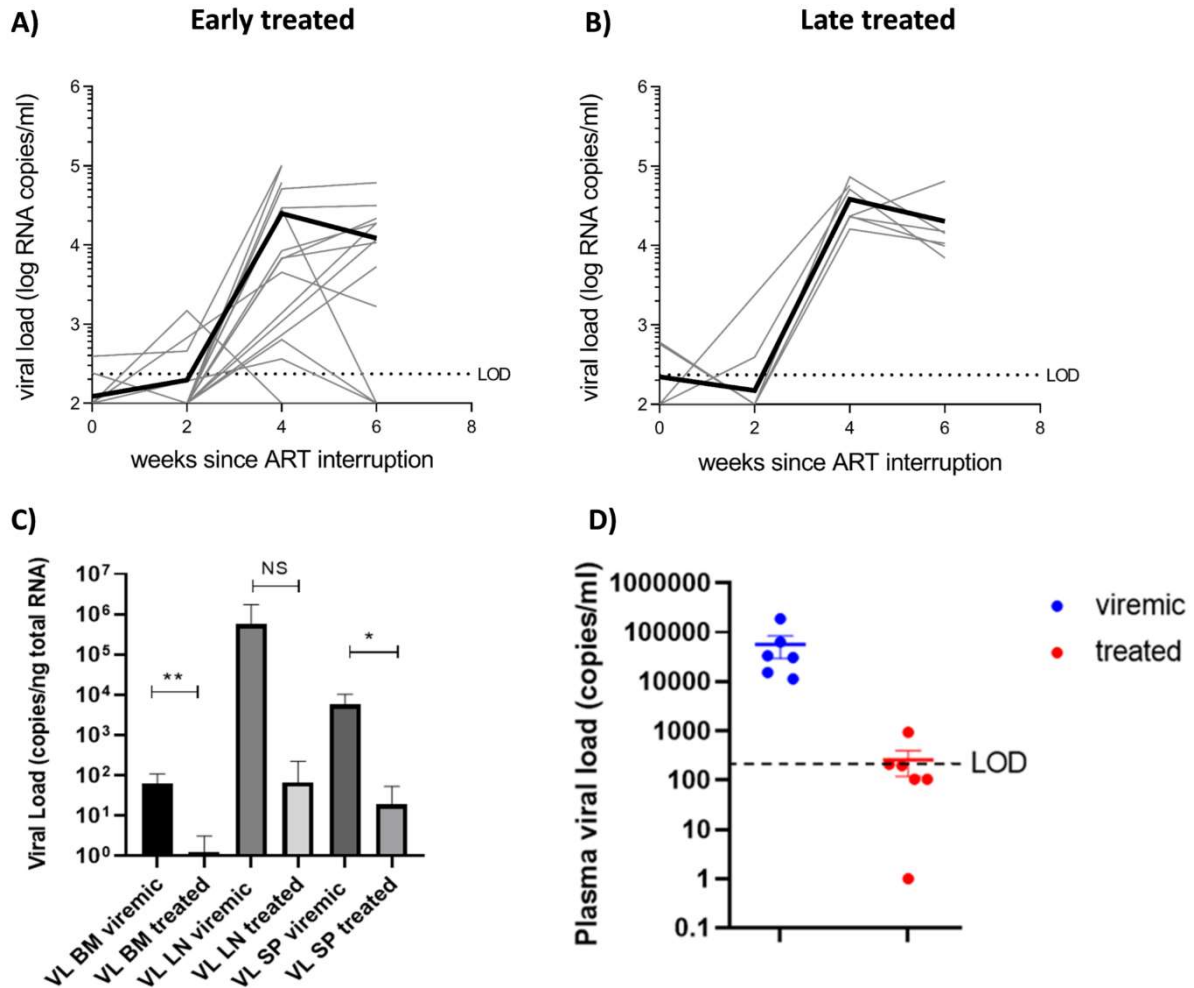 A)
Early treated
viral load (log RNA copies/ml)
6
5
4
3
2
LOD
0 2 4 6 8
weeks since ART interruption
B)
Late treated
viral load (log RNA copies/ml)
6
5
4
3
2
LOD
0 2 4 6 8
weeks since ART interruption
C)
Viral Load (copies/ng total RNA)
10⁷
10⁶
10⁵
10⁴
10³
10²
10¹
10⁰
**
NS
*
VL BM viremic
VL BM treated
VL LN viremic
VL LN treated
VL SP viremic
VL SP treated
D)
Plasma viral load (copies/ml)
1000000
100000
10000
1000
100
10
1
0.1
LOD
viremic
treated